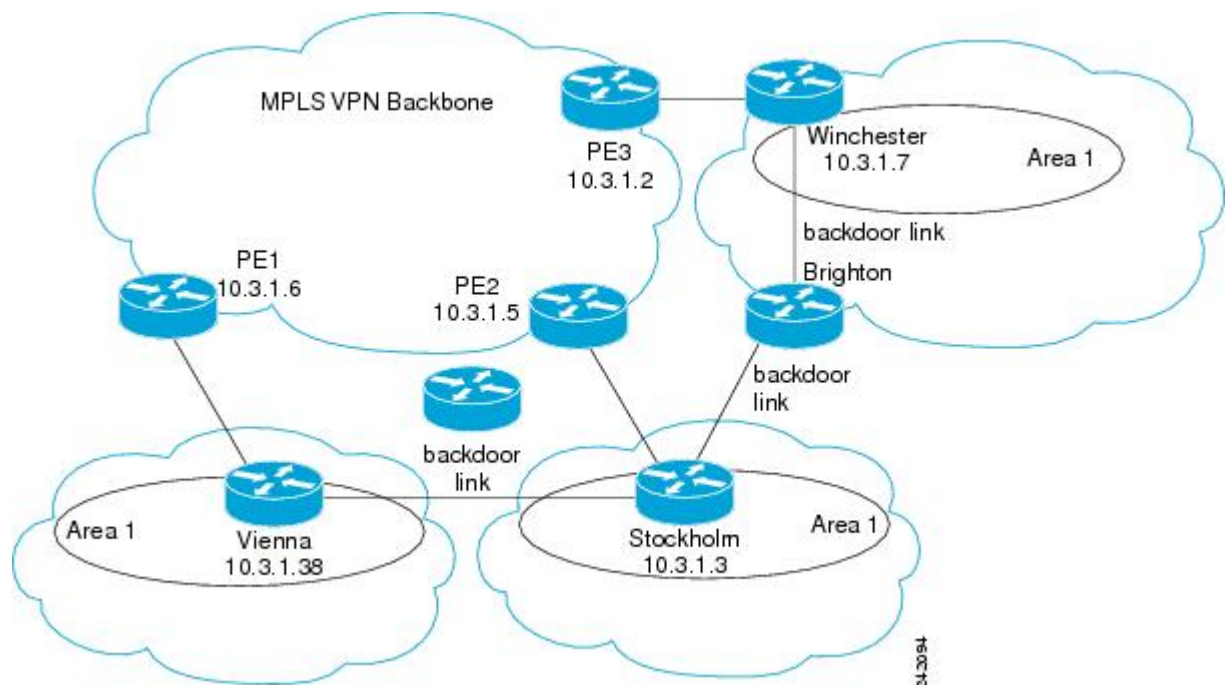 MPLS VPN Backbone
PE3
10.3.1.2
Winchester
10.3.1.7
Area 1
backdoor link
Brighton
PE1
10.3.1.6
PE2
10.3.1.5
backdoor
link
backdoor
link
Area 1
Vienna
10.3.1.38
Stockholm
10.3.1.3
Area 1